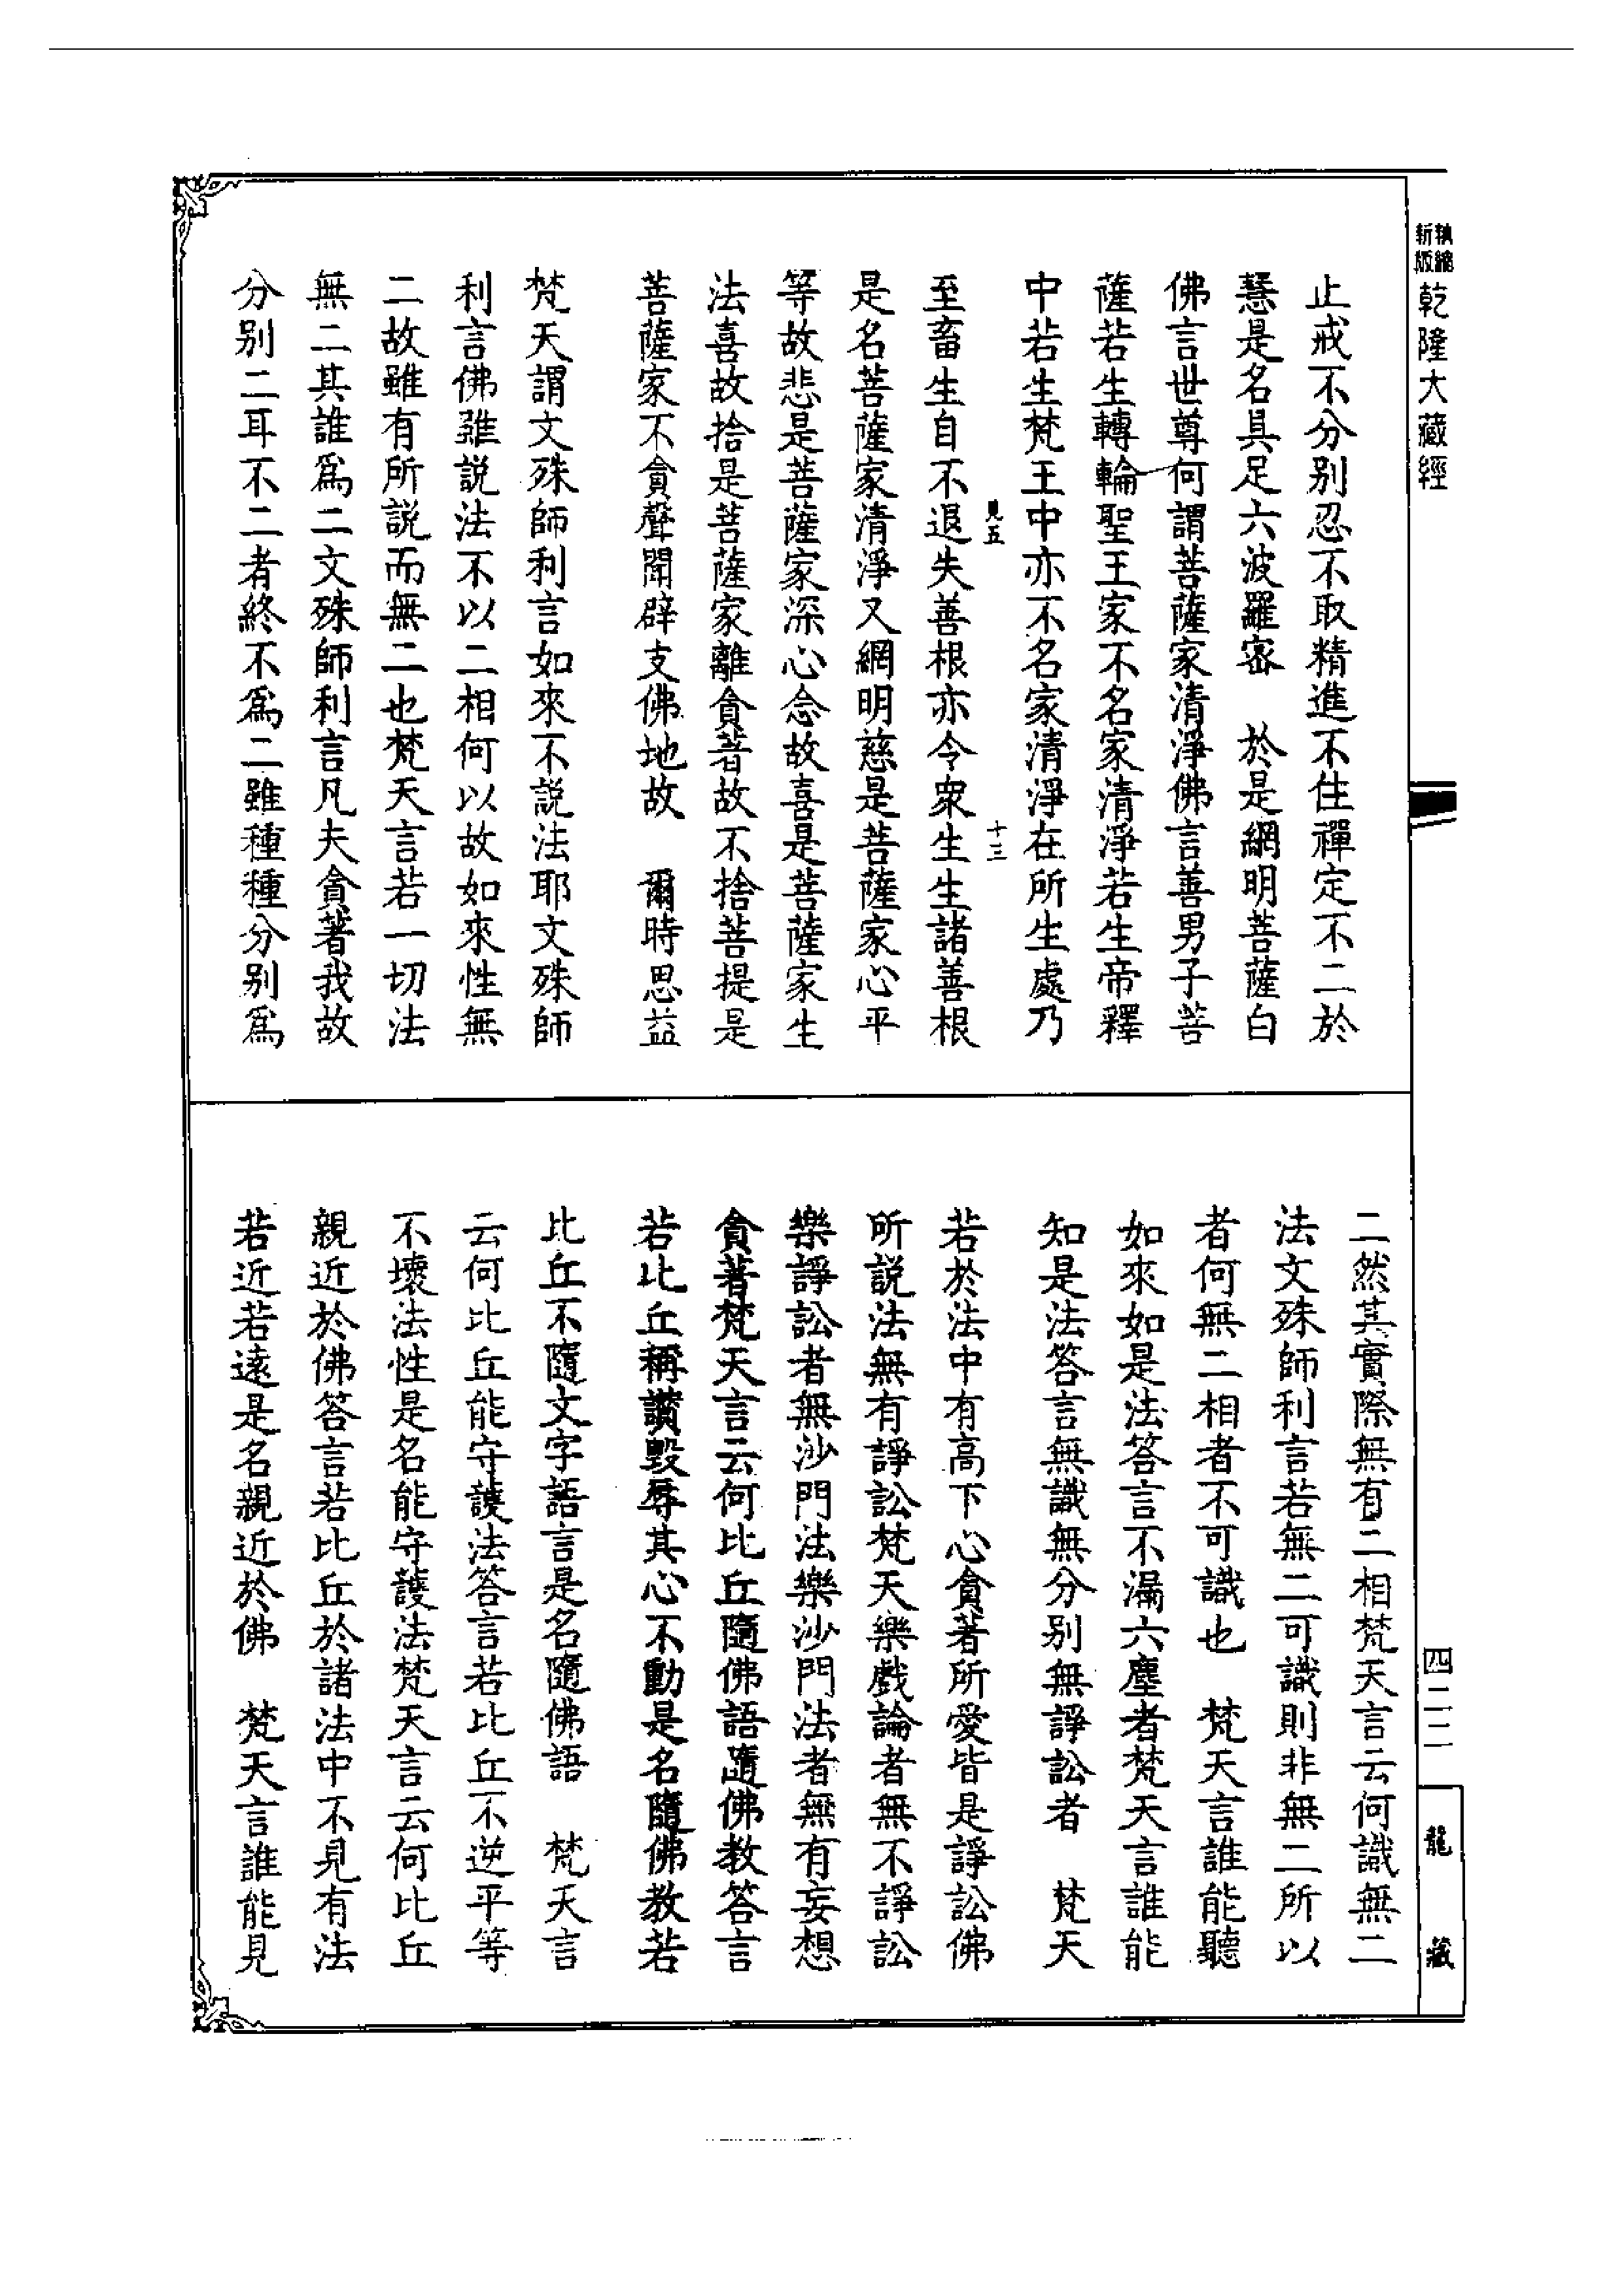 新版縮
乾隆大藏經
止戒不分别忍不取精進不住禪定不二於
慧是名具足六波羅密　於是網明菩薩白
佛言世尊何謂菩薩家清淨佛言善男子菩
薩若生轉輪聖王家不名家清淨若生帝釋
中若生梵王中亦不名家清淨在所生處乃
見五
十三
至畜生自不退失善根亦令衆生生諸善根
是名菩薩家清淨又網明慈是菩薩家心平
等故悲是菩薩家深心念故喜是菩薩家生
法喜故捨是菩薩家離貪著故不捨菩提是
菩薩家不貪聲聞辟支佛地故　爾時思益
梵天謂文殊師利言如來不説法耶文殊師
利言佛雖説法不以二相何以故如來性無
二故雖有所説而無二也梵天言若一切法
無二其誰爲二文殊師利言凡夫貪著我故
分别二耳不二者終不爲二雖種種分别爲
二然其實際無有二相梵天言云何識無二
法文殊師利言若無二可識則非無二所以
者何無二相者不可識也　梵天言誰能聽
如來如是法答言不漏六塵者梵天言誰能
知是法答言無識無分别無諍訟者　梵天
若於法中有高下心貪著所愛皆是諍訟佛
所説法無有諍訟梵天樂戲論者無不諍訟
樂諍訟者無沙門法樂沙門法者無有妄想
貪著梵天言云何比丘隨佛語隨佛教答言
若比丘稱讚毀辱其心不動是名隨佛教若
比丘不隨文字語言是名隨佛語　梵天言
云何比丘能守護法答言若比丘不逆平等
不壞法性是名能守護法梵天言云何比丘
親近於佛答言若比丘於諸法中不見有法
若近若遠是名親近於佛　梵天言誰能見
四二二
龍藏